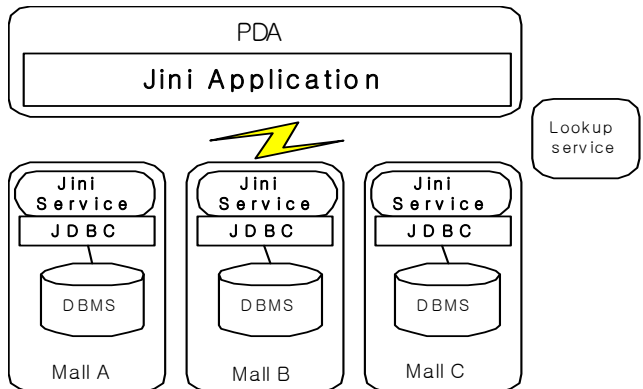 PDA
Jini Application
Lookup
service
Jini
Service
JDBC
DBMS
Mall A
Jini
Service
JDBC
DBMS
Mall B
Jini
Service
JDBC
DBMS
Mall C